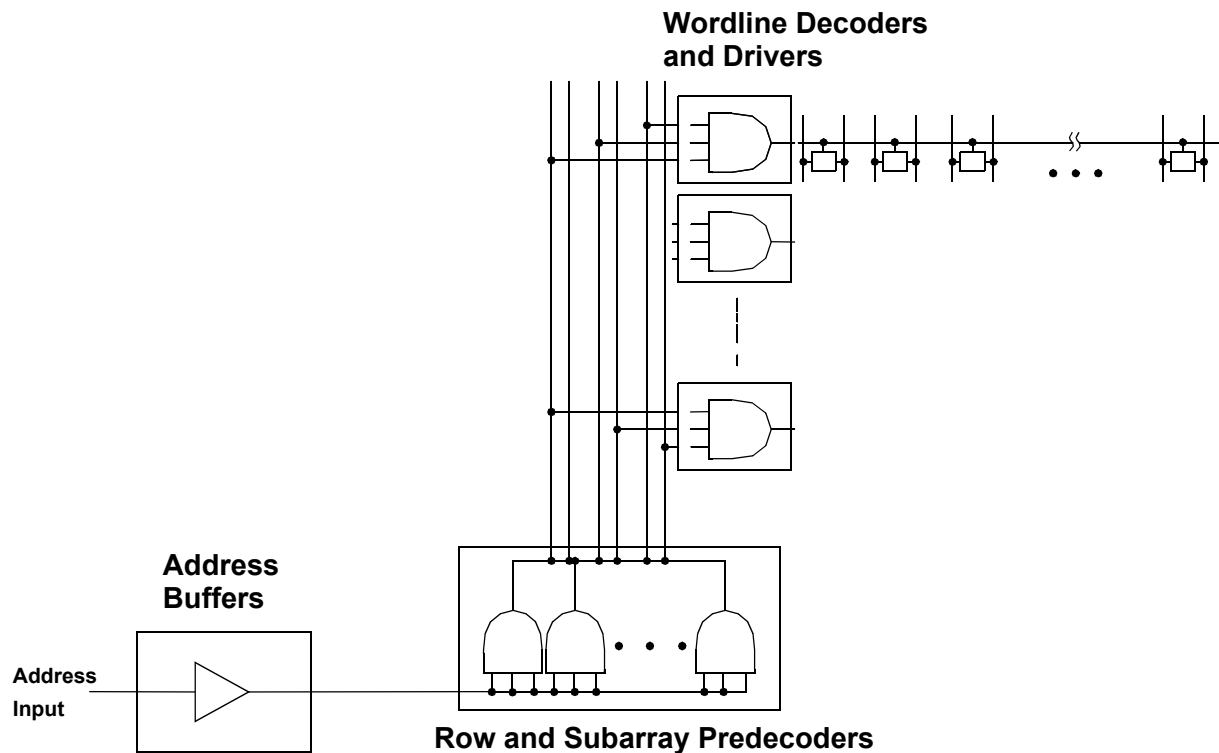 Wordline Decoders
and Drivers
Address
Buffers
Address
Input
Row and Subarray Predecoders